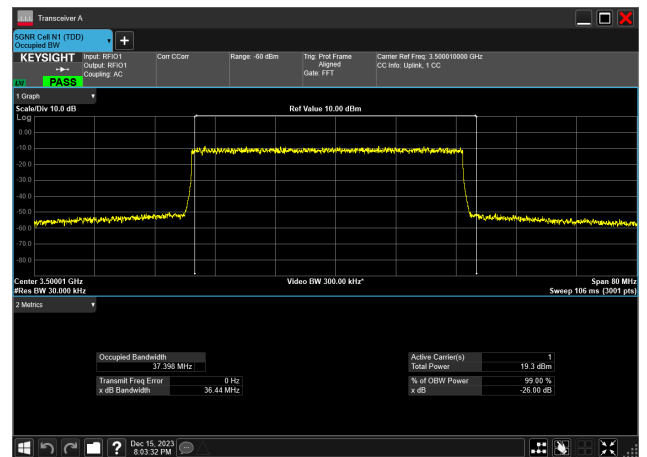 Transceiver A
5GNR Cell N1 (TDD)
Occupied BW
KEYSIGHT
LXI
PASS
Input: RFIO1
Output: RFIO1
Coupling: AC
Corr CCorr
Range: -60 dBm
Trig: Prot Frame
Aligned
Gate: FFT
Carrier Ref Freq: 3.500010000 GHz
CC Info: Uplink, 1 CC
1 Graph
Scale/Div 10.0 dB
Ref Value 10.00 dBm
Log
0.00
-10.0
-20.0
-30.0
-40.0
-50.0
-60.0
-70.0
-80.0
Center 3.50001 GHz
Video BW 300.00 kHz*
Span 80 MHz
#Res BW 30.000 kHz
Sweep 106 ms (3001 pts)
2 Metrics
Occupied Bandwidth
37.398 MHz
Transmit Freq Error 0 Hz
x dB Bandwidth 36.44 MHz
Active Carrier(s) 1
Total Power 19.3 dBm
% of OBW Power 99.00 %
x dB -26.00 dB
?
Dec 15, 2023
8:03:32 PM